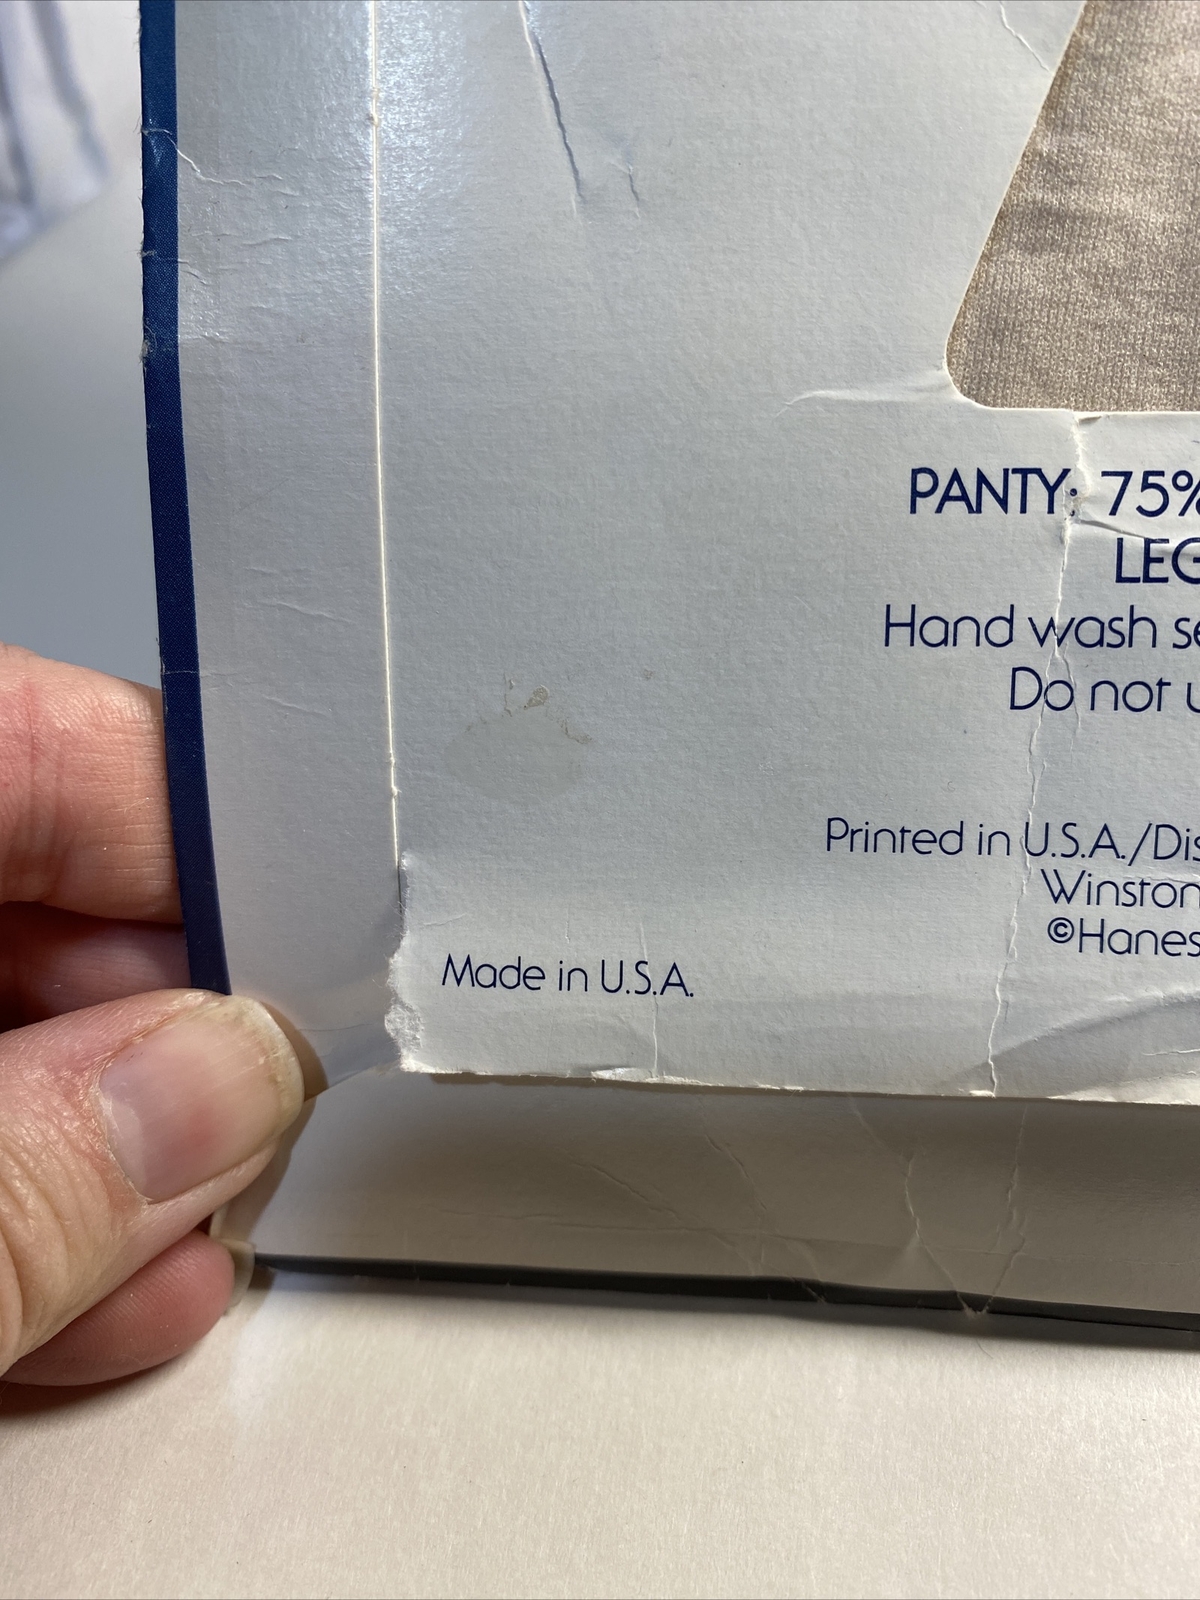 PANTY: 75%
LEG
Hand wash se
Do not u
Printed in U.S.A./Dis
Winston
©Hanes
Made in U.S.A.